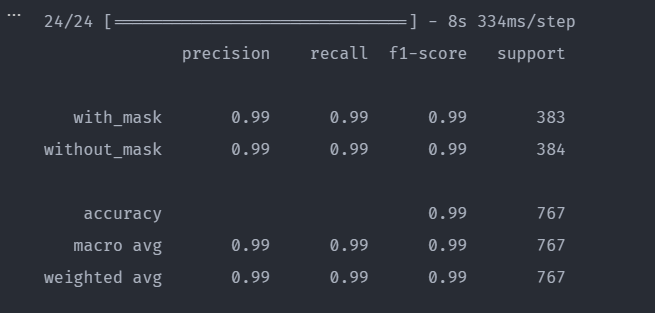 ... 24/24 [==============================] - 8s 334ms/step
              precision    recall  f1-score   support

   with_mask       0.99      0.99      0.99       383
without_mask       0.99      0.99      0.99       384

    accuracy                           0.99       767
   macro avg       0.99      0.99      0.99       767
weighted avg       0.99      0.99      0.99       767